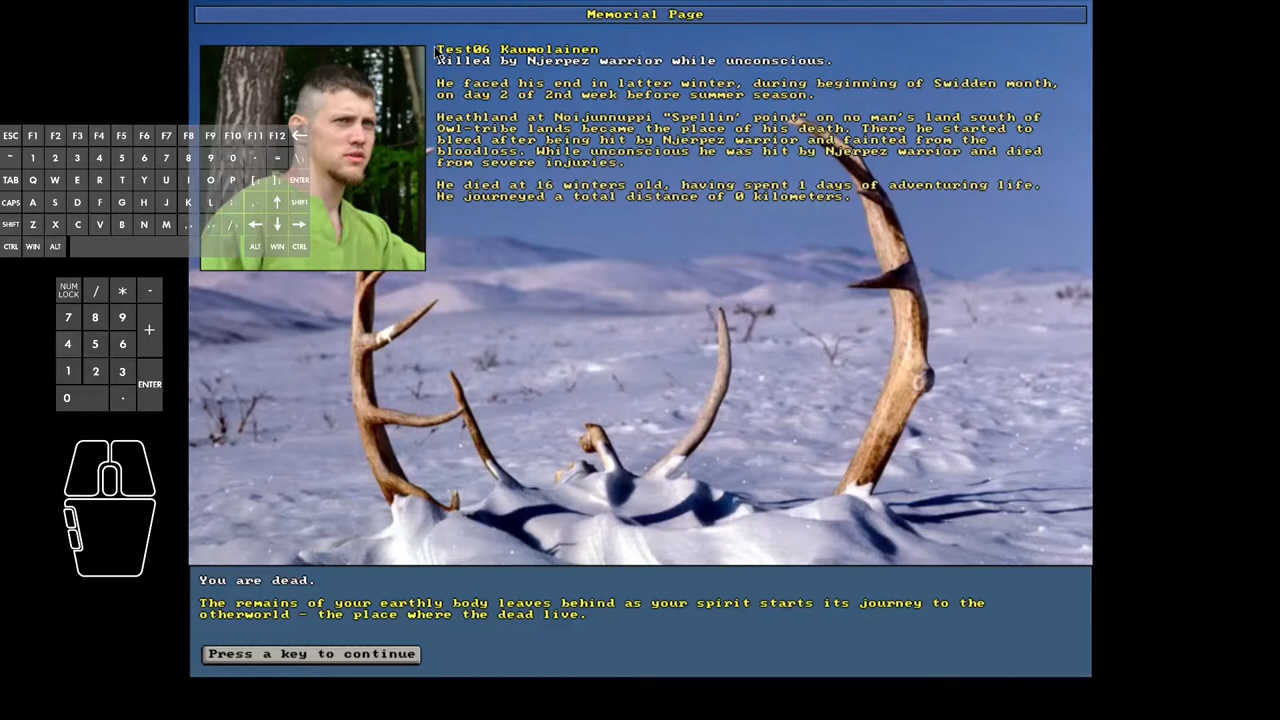 Memorial Page
Test06 Kaumolainen
Killed by Njerpez warrior while unconscious.
He faced his end in latter winter, during beginning of Swidden month,
on day 2 of 2nd week before summer season.
Heathland at Noijunnuppi "Spellin' point" on no man's land south of
Owl-tribe lands became the place of his death. There he started to
bleed after being hit by Njerpez warrior and fainted from the
bloodloss. While unconscious he was hit by Njerpez warrior and died
from severe injuries.
He died at 16 winters old, having spent 1 days of adventuring life.
He journeyed a total distance of 0 kilometers.
ESC F1 F2 F3 F4 F5 F6 F7 F8 F9 F10 F11 F12 ←
~ 1 2 3 4 5 6 7 8 9 0 - = \
TAB Q W E R T Y U I O P [ ] ENTER
CAPS A S D F G H J K L : . ↑ SHIFT
SHIFT Z X C V B N M , . / ← ↓ →
CTRL WIN ALT ALT WIN CTRL
NUM LOCK / * -
7 8 9 +
4 5 6
1 2 3 ENTER
0 .
You are dead.
The remains of your earthly body leaves behind as your spirit starts its journey to the
otherworld - the place where the dead live.
Press a key to continue